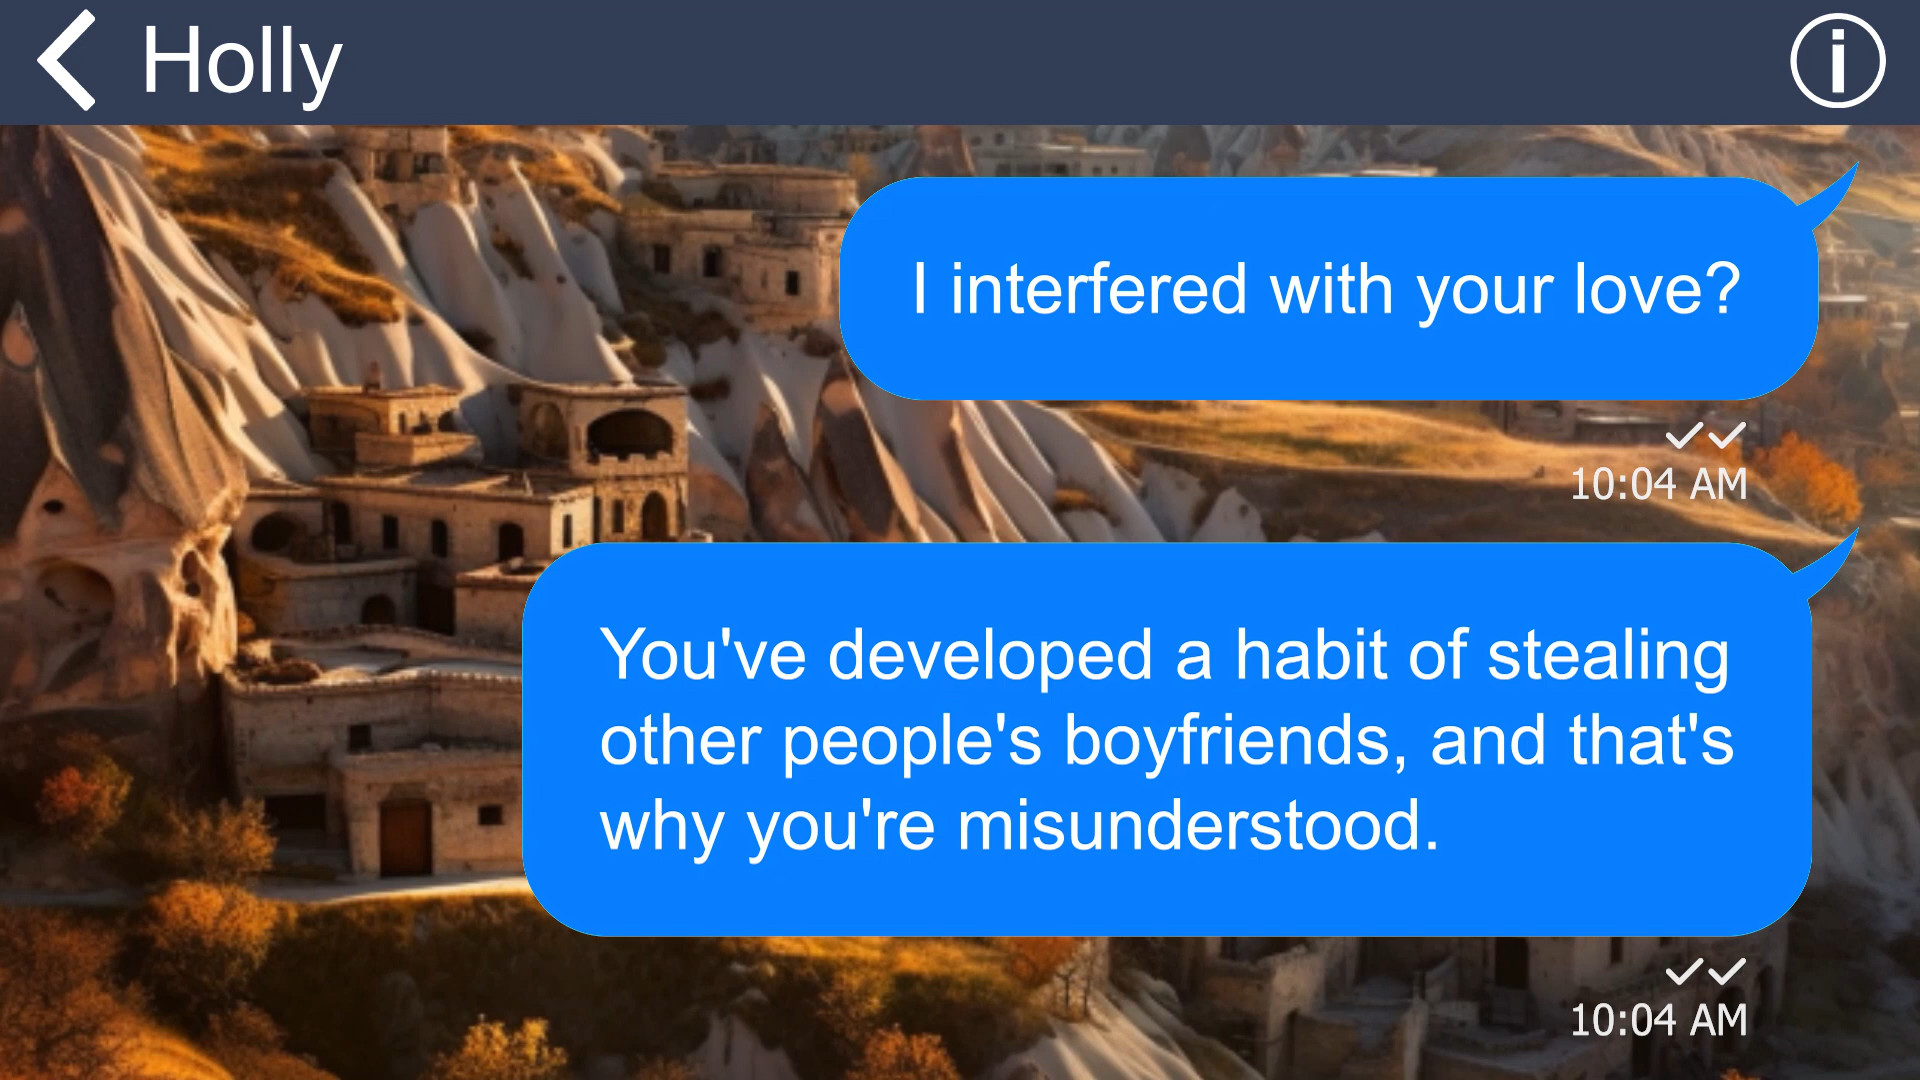 Holly
I interfered with your love?
10:04 AM
You've developed a habit of stealing
other people's boyfriends, and that's
why you're misunderstood.
10:04 AM